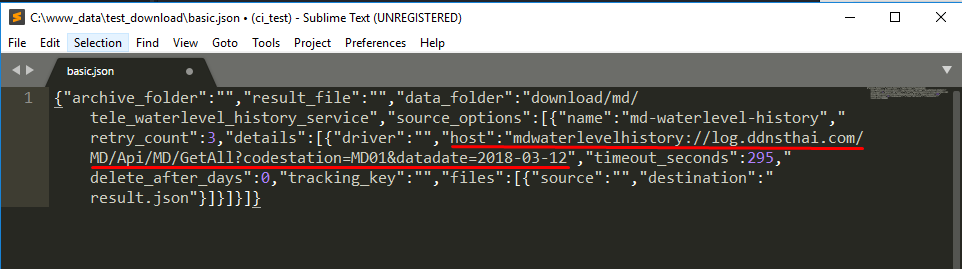 C:\www_data\test_download\basic.json • (ci_test) - Sublime Text (UNREGISTERED)
File Edit Selection Find View Goto Tools Project Preferences Help
basic.json
1 {"archive_folder":"","result_file":"","data_folder":"download/md/
tele_waterlevel_history_service","source_options":[{"name":"md-waterlevel-history","
retry_count":3,"details":[{"driver":"","host":"mdwaterlevelhistory://log.ddnsthai.com/
MD/Api/MD/GetAll?codestation=MD01&datadate=2018-03-12","timeout_seconds":295,"
delete_after_days":0,"tracking_key":"","files":[{"source":"","destination":"
result.json"}]}]}]}